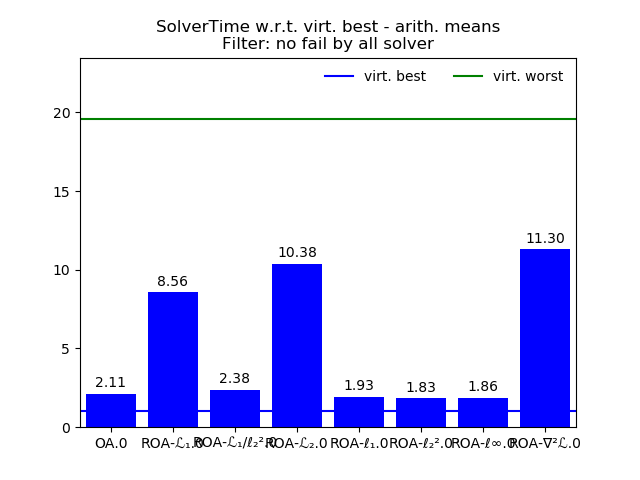 SolverTime w.r.t. virt. best - arith. means
Filter: no fail by all solver
virt. best
virt. worst
20
15
10
5
0
2.11
8.56
2.38
10.38
1.93
1.83
1.86
11.30
OA.0
ROA-ℒ₁.0
ROA-ℒ₁/ℓ₂².0
ROA-ℒ₂.0
ROA-ℓ₁.0
ROA-ℓ₂².0
ROA-ℓ∞.0
ROA-∇²ℒ.0